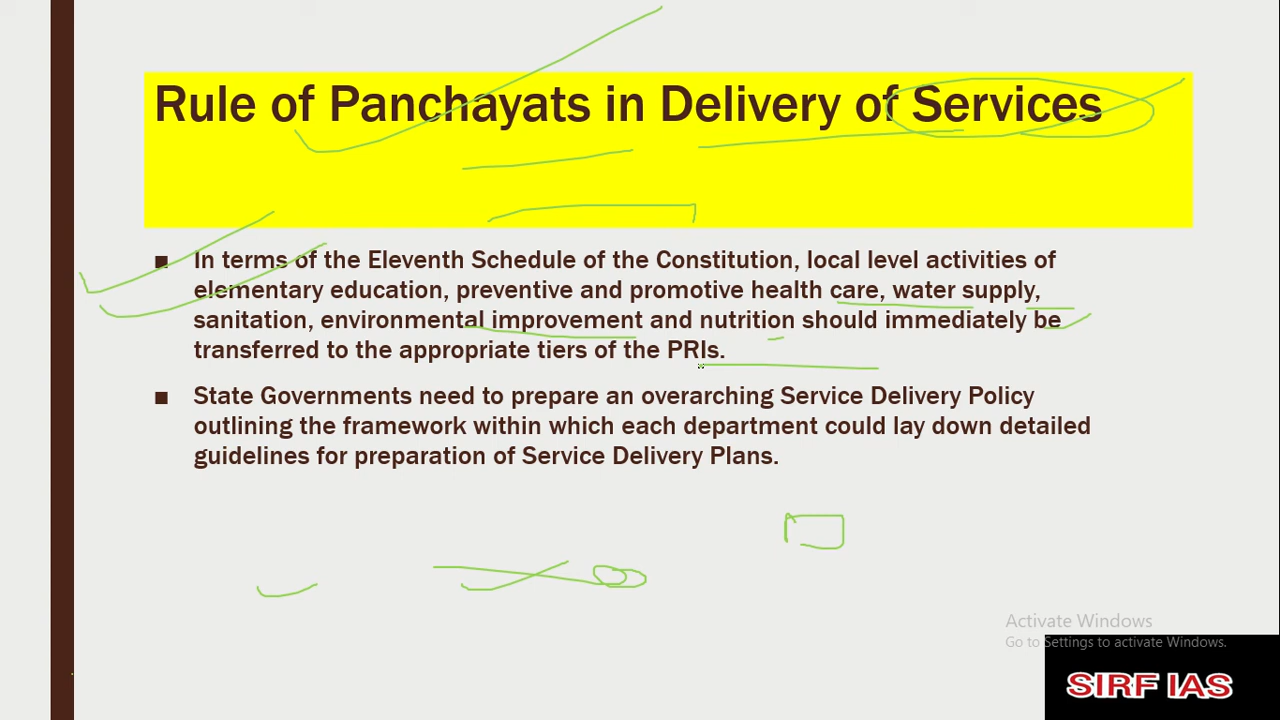 Rule of Panchayats in Delivery of Services
■ In terms of the Eleventh Schedule of the Constitution, local level activities of
elementary education, preventive and promotive health care, water supply,
sanitation, environmental improvement and nutrition should immediately be
transferred to the appropriate tiers of the PRIs.
■ State Governments need to prepare an overarching Service Delivery Policy
outlining the framework within which each department could lay down detailed
guidelines for preparation of Service Delivery Plans.
Activate Windows
Go to Settings to activate Windows.
SIRF IAS